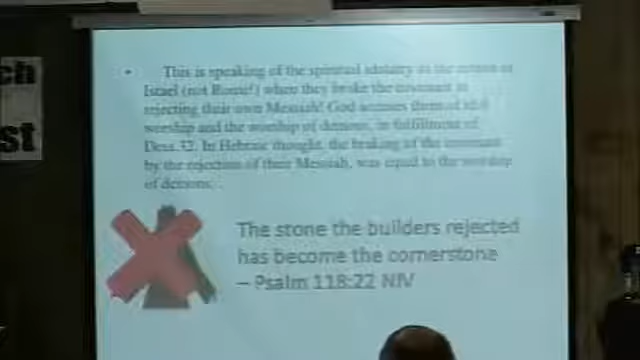 ch
st
• This is speaking of the spiritual idolatry of the nation of
Israel (not Rome!) when they broke the covenant in
rejecting their own Messiah! God accuses them of idol
worship and the worship of demons, in fulfillment of
Deut 32. In Hebraic thought, the braking of the covenant
by the rejection of their Messiah, was equal to the worship
of demons.
The stone the builders rejected
has become the cornerstone
– Psalm 118:22 NIV